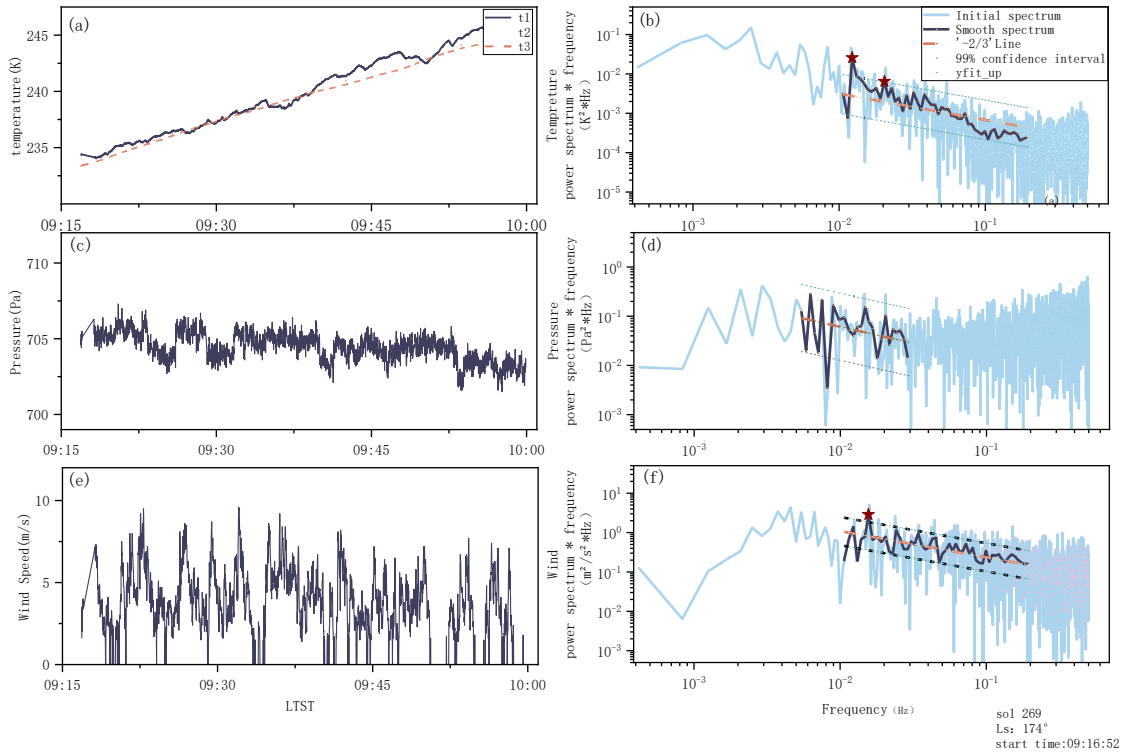 (a)
t1
t2
t3
245
240
235
temperature(K)
09:15
09:30
09:45
10:00
(b)
Initial spectrum
Smooth spectrum
'-2/3'Line
99% confidence interval
yfit_up
10⁻¹
10⁻²
10⁻³
10⁻⁴
10⁻⁵
Tempreture
power spectrum * frequency
(K²*Hz)
10⁻³
10⁻²
10⁻¹
(a)
(c)
710
705
700
Pressure(Pa)
09:15
09:30
09:45
10:00
(d)
10⁰
10⁻¹
10⁻²
10⁻³
Pressure
power spectrum * frequency
(Pa²*Hz)
10⁻³
10⁻²
10⁻¹
(e)
10
5
0
Wind Speed(m/s)
09:15
09:30
09:45
10:00
LTST
(f)
10¹
10⁰
10⁻¹
10⁻²
10⁻³
Wind
power spectrum * frequency
(m²/s²*Hz)
10⁻³
10⁻²
10⁻¹
Frequency (Hz)
sol 269
Ls: 174°
start time:09:16:52